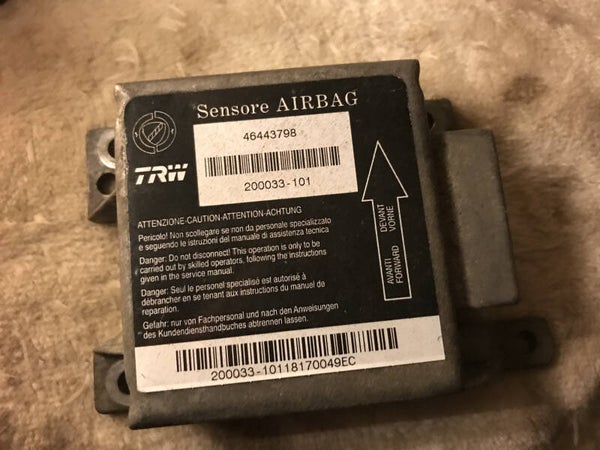 Sensore AIRBAG
46443798
TRW
200033-101
ATTENZIONE-CAUTION-ATTENTION-ACHTUNG
Pericolo! Non scollegare se non da personale specializzato
e seguendo le istruzioni del manuale di assistenza tecnica
Danger: Do not disconnect! This operation is only to be
carried out by skilled operators, following the instructions
given in the service manual.
Danger: Seul le personel specialisé est autorisé à
débrancher en se tenant aux instructions du manuel de
reparation.
Gefahr: nur von Fachpersonal und nach den Anweisungen
des Kundendiensthandbuches abtrennen lassen.
AVANTI DEVANT
FORWARD VORNE
200033-10118170049EC